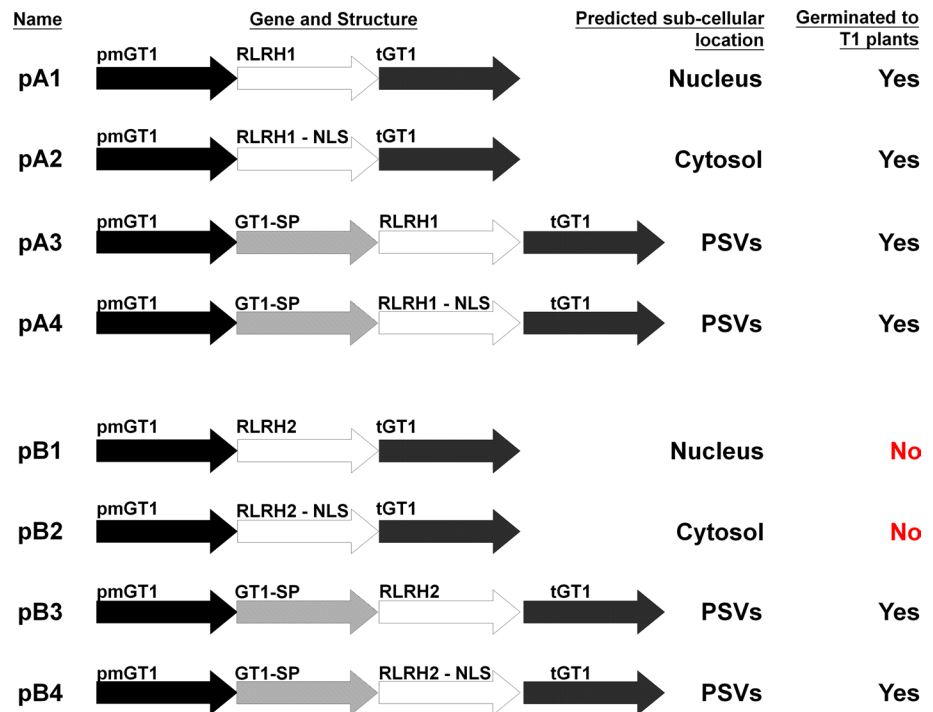 Name Gene and Structure Predicted sub-cellular Germinated to
location T1 plants
pmGT1 RLRH1 tGT1
pA1 Nucleus Yes
pmGT1 RLRH1 - NLS tGT1
pA2 Cytosol Yes
pmGT1 GT1-SP RLRH1 tGT1
pA3 PSVs Yes
pmGT1 GT1-SP RLRH1 - NLS tGT1
pA4 PSVs Yes
pmGT1 RLRH2 tGT1
pB1 Nucleus No
pmGT1 RLRH2 - NLS tGT1
pB2 Cytosol No
pmGT1 GT1-SP RLRH2 tGT1
pB3 PSVs Yes
pmGT1 GT1-SP RLRH2 - NLS tGT1
pB4 PSVs Yes